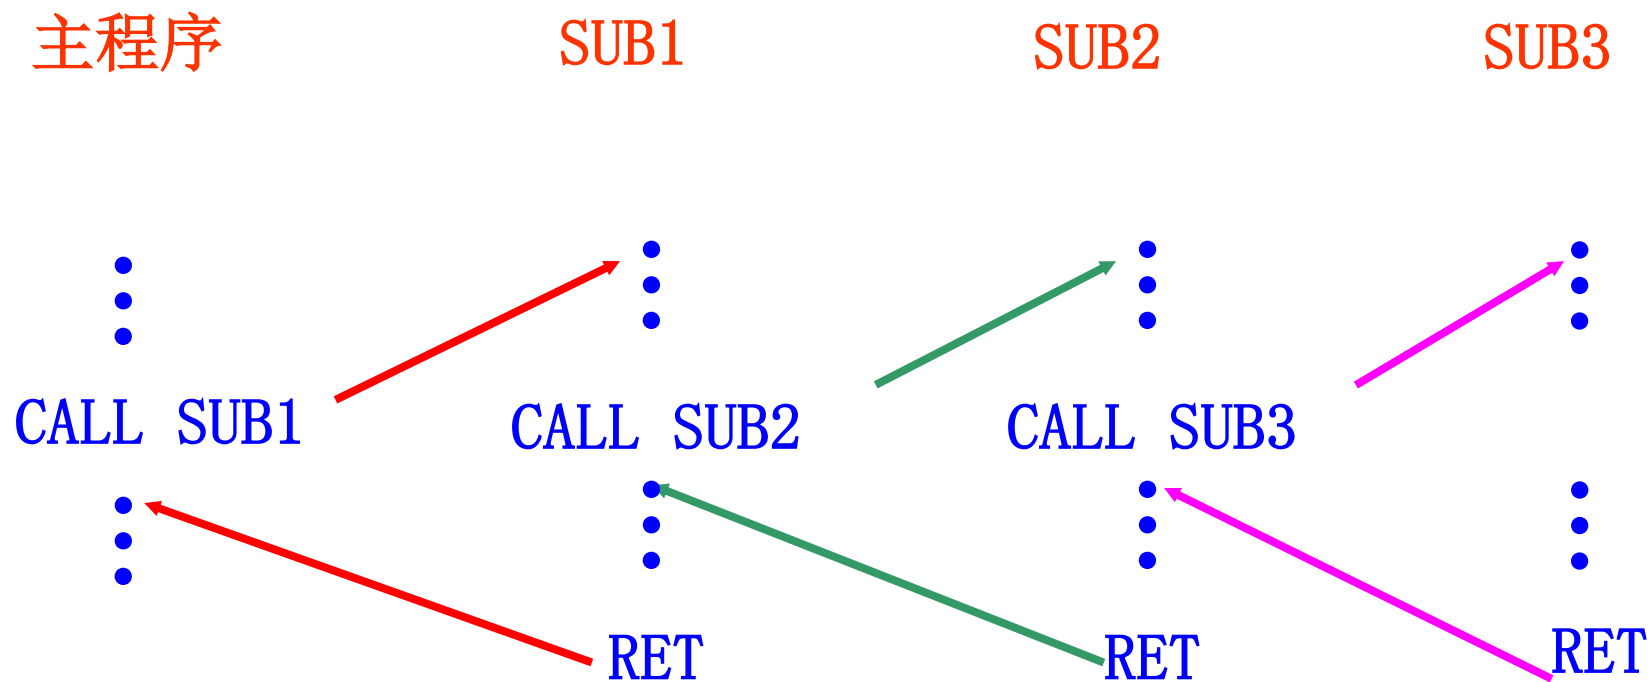 主程序 SUB1 SUB2 SUB3
CALL SUB1 CALL SUB2 CALL SUB3
RET RET RET